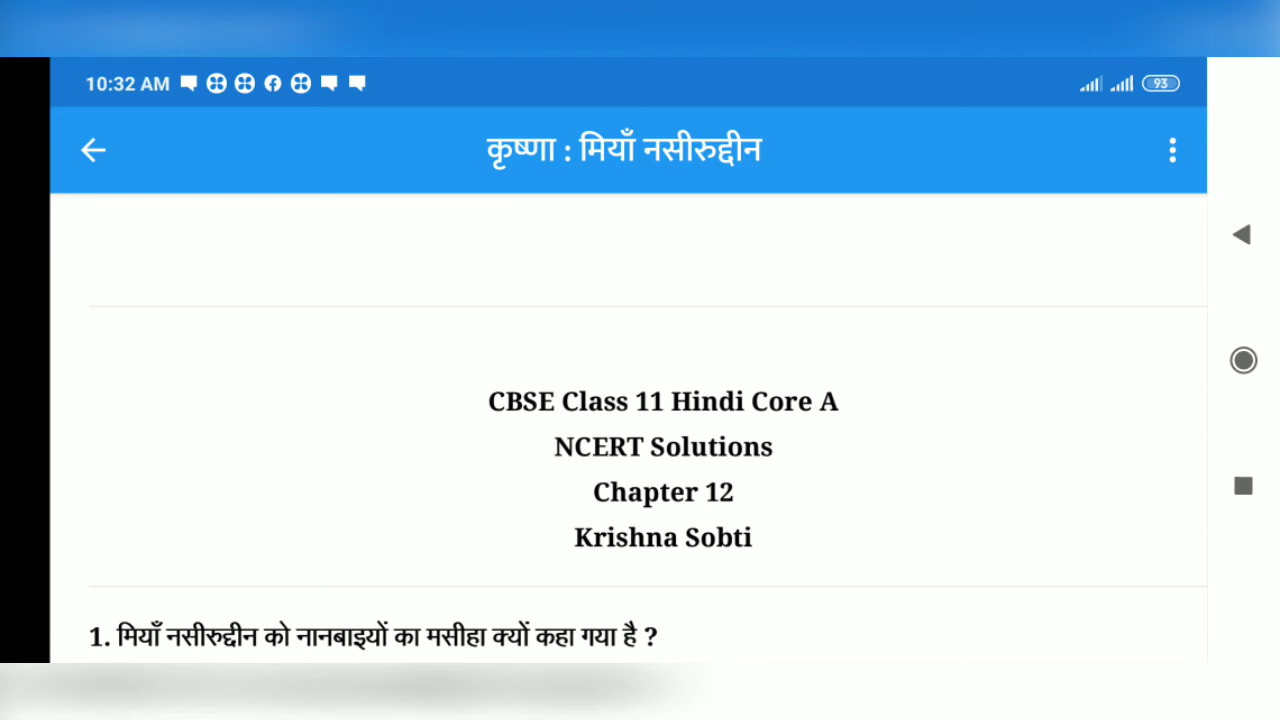 10:32 AM
93
कृष्णा : मियाँ नसीरुद्दीन
CBSE Class 11 Hindi Core A
NCERT Solutions
Chapter 12
Krishna Sobti
1. मियाँ नसीरुद्दीन को नानबाइयों का मसीहा क्यों कहा गया है ?